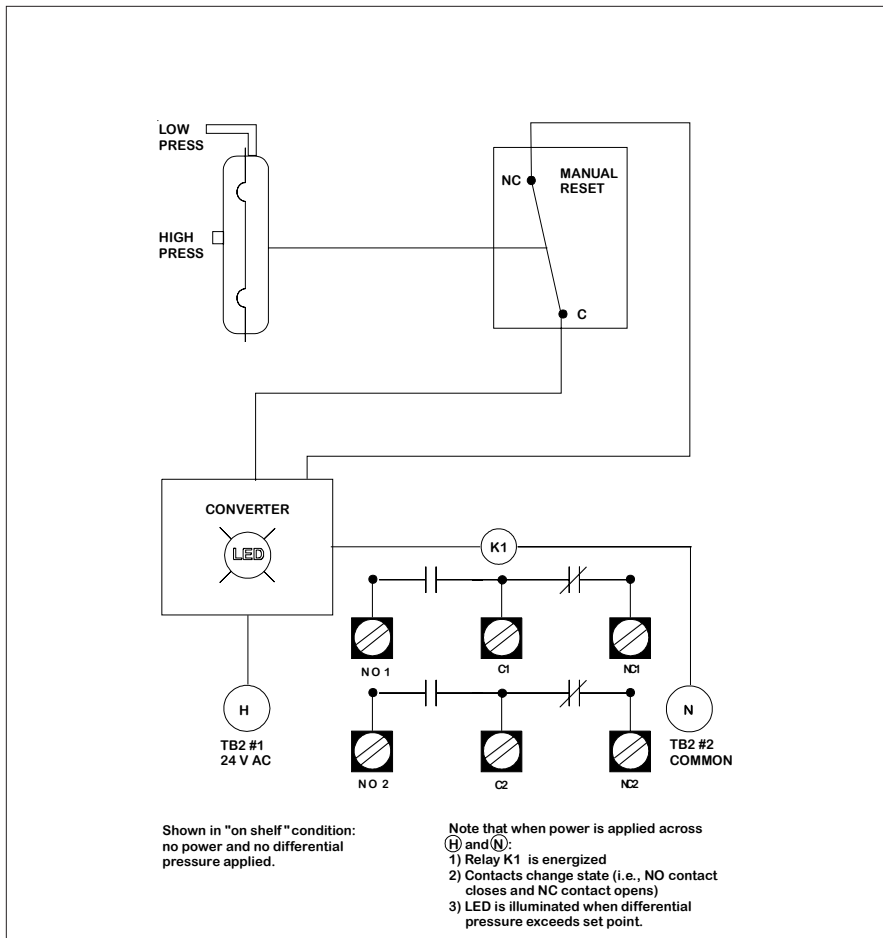 LOW
PRESS
NC
MANUAL
RESET
HIGH
PRESS
C
CONVERTER
LED
K1
NO 1
C1
NC1
H
N
TB2 #1
24 V AC
TB2 #2
COMMON
NO 2
C2
NC2
Shown in "on shelf" condition:
no power and no differential
pressure applied.
Note that when power is applied across
H and N:
1) Relay K1 is energized
2) Contacts change state (i.e., NO contact
closes and NC contact opens)
3) LED is illuminated when differential
pressure exceeds set point.